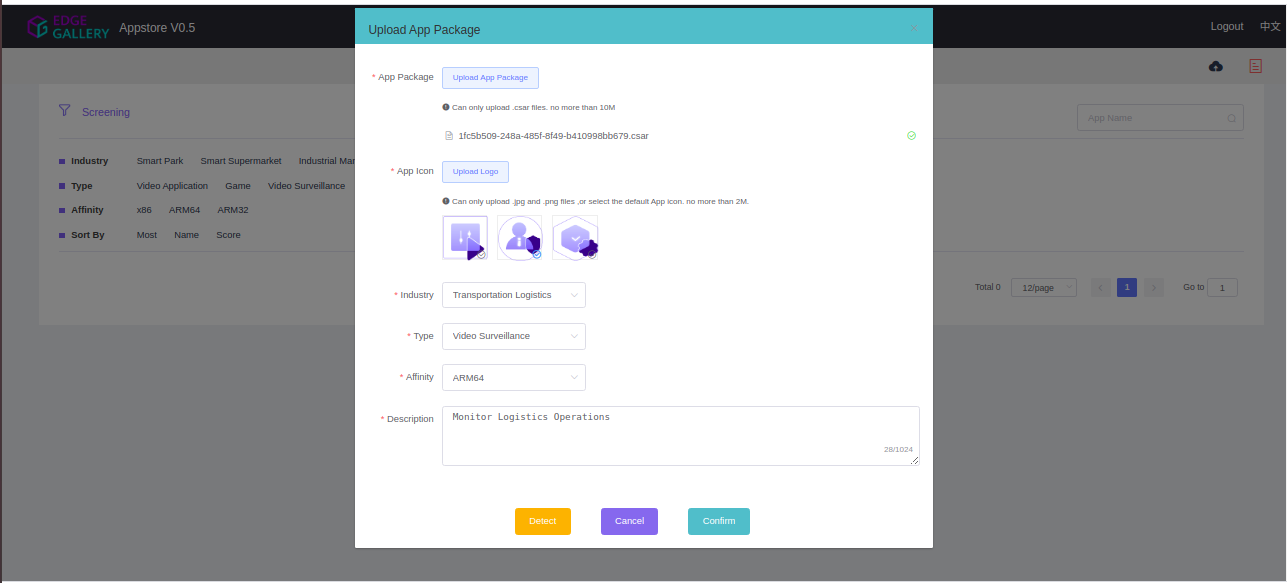 EDGE
GALLERY
Appstore V0.5
Logout 中文
Upload App Package
* App Package Upload App Package
Can only upload .csar files. no more than 10M
1fc5b509-248a-485f-8f49-b410998bb679.csar
* App Icon Upload Logo
Can only upload .jpg and .png files ,or select the default App icon. no more than 2M.
* Industry Transportation Logistics
* Type Video Surveillance
* Affinity ARM64
* Description Monitor Logistics Operations
28/1024
Detect Cancel Confirm
Screening
App Name
Industry Smart Park Smart Supermarket Industrial Mar
Type Video Application Game Video Surveillance
Affinity x86 ARM64 ARM32
Sort By Most Name Score
Total 0 12/page 1 Go to 1